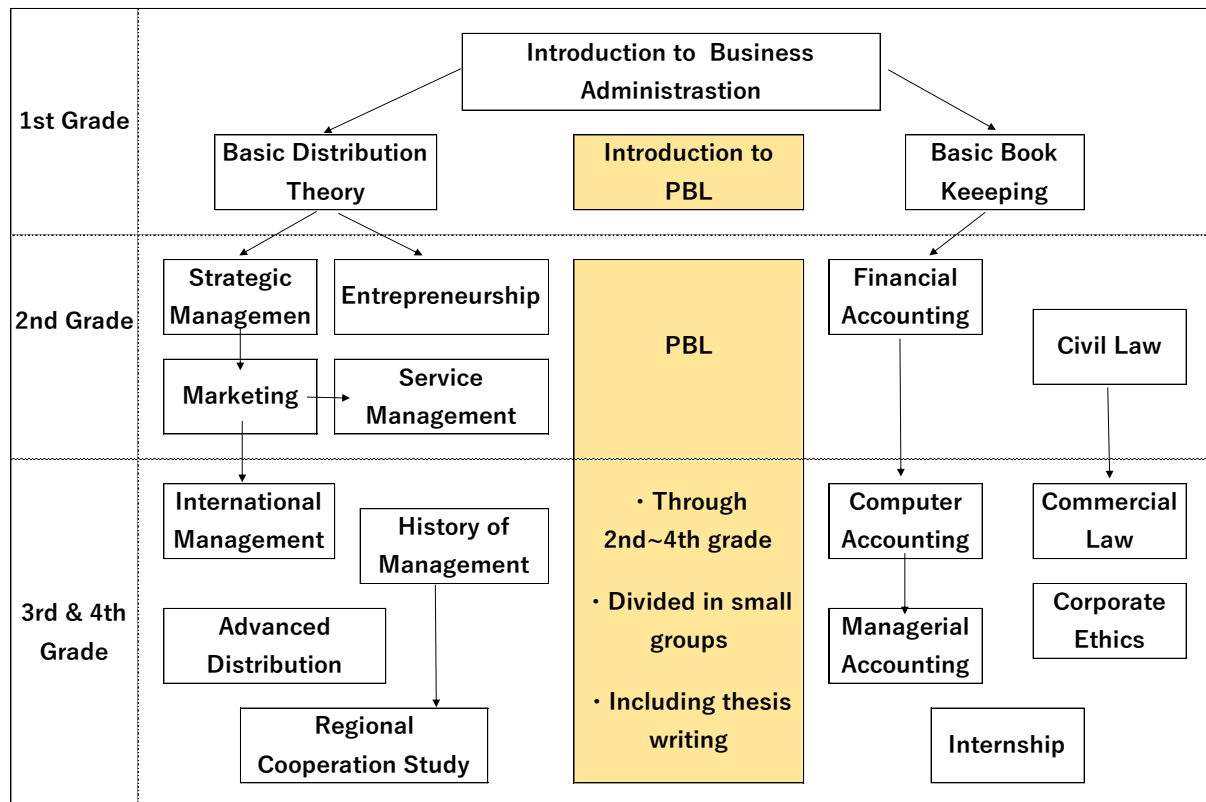 Introduction to Business
Administrastion
1st Grade
Basic Distribution
Theory
Introduction to
PBL
Basic Book
Keeeping
2nd Grade
Strategic
Managemen
Entrepreneurship
PBL
Financial
Accounting
Civil Law
Marketing
Service
Management
3rd & 4th
Grade
International
Management
History of
Management
・Through
2nd~4th grade
・Divided in small
groups
・Including thesis
writing
Computer
Accounting
Commercial
Law
Advanced
Distribution
Managerial
Accounting
Corporate
Ethics
Regional
Cooperation Study
Internship